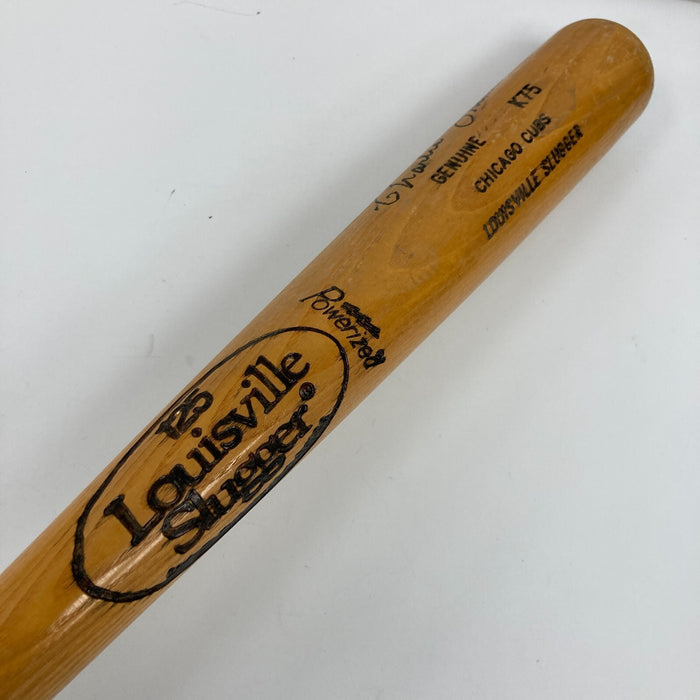 GENUINE K75
CHICAGO CUBS
LOUISVILLE SLUGGER
Powerized
125
Louisville
Slugger®